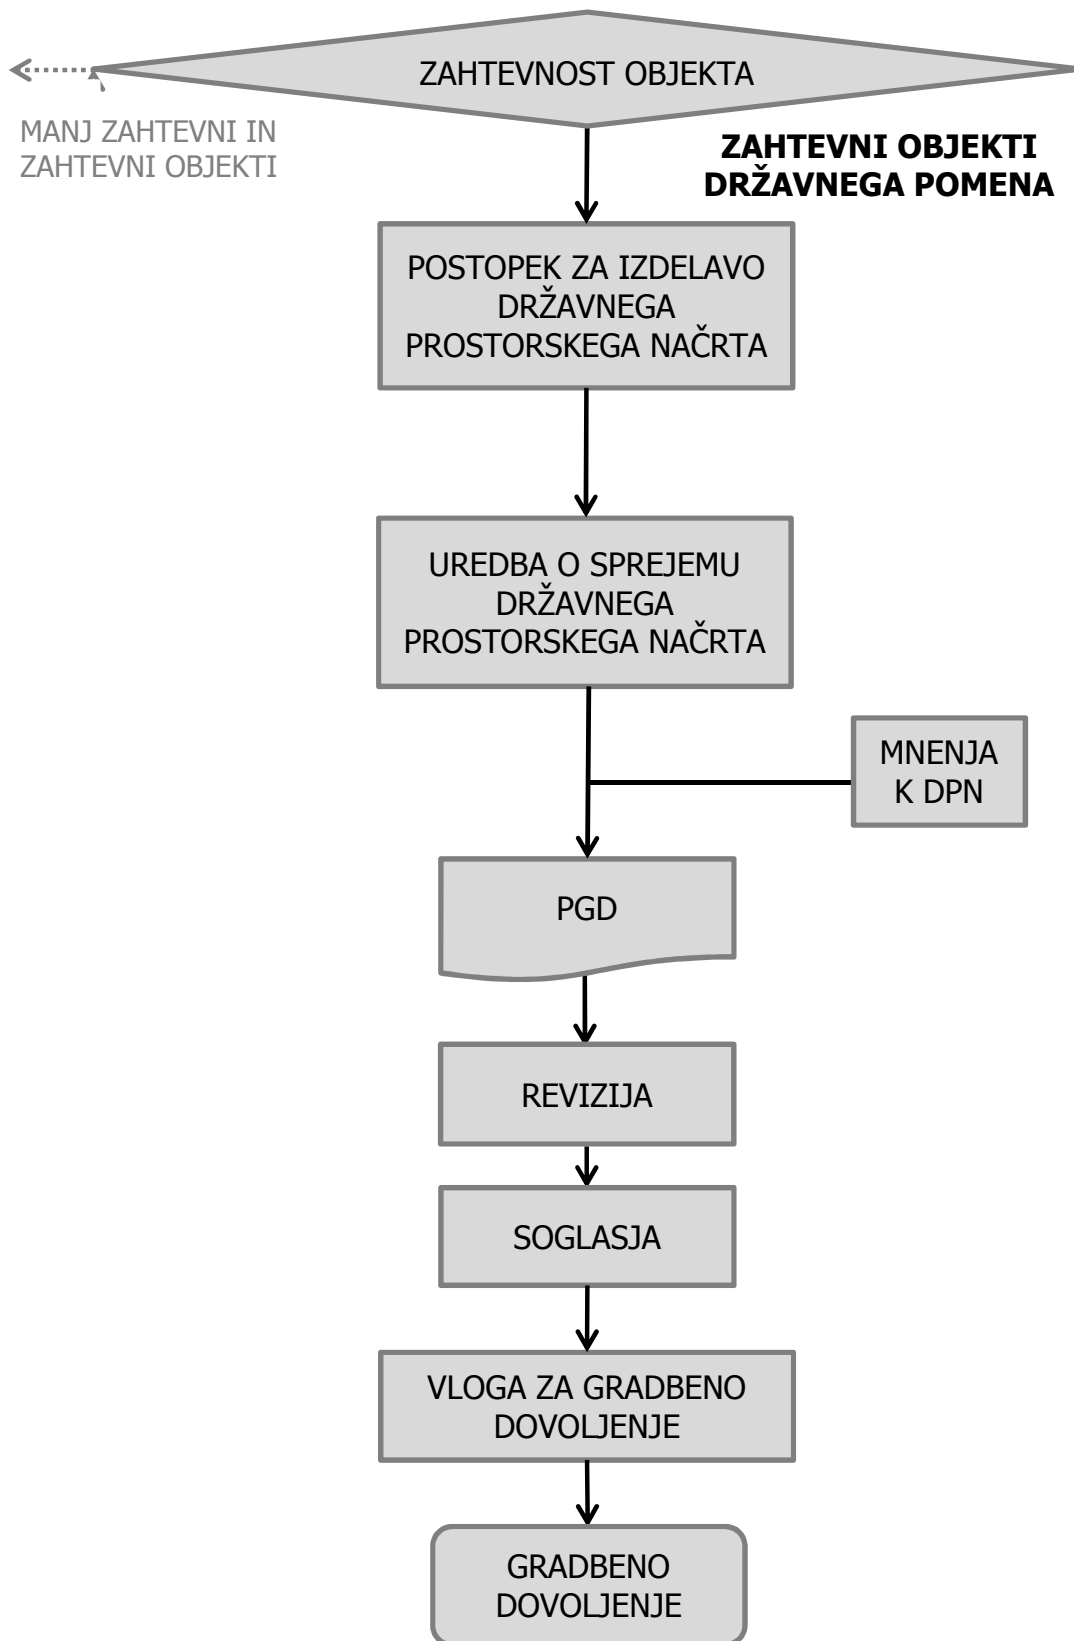 ZAHTEVNOST OBJEKTA
MANJ ZAHTEVNI IN
ZAHTEVNI OBJEKTI
ZAHTEVNI OBJEKTI
DRŽAVNEGA POMENA
POSTOPEK ZA IZDELAVO
DRŽAVNEGA
PROSTORSKEGA NAČRTA
UREDBA O SPREJEMU
DRŽAVNEGA
PROSTORSKEGA NAČRTA
MNENJA
K DPN
PGD
REVIZIJA
SOGLASJA
VLOGA ZA GRADBENO
DOVOLJENJE
GRADBENO
DOVOLJENJE